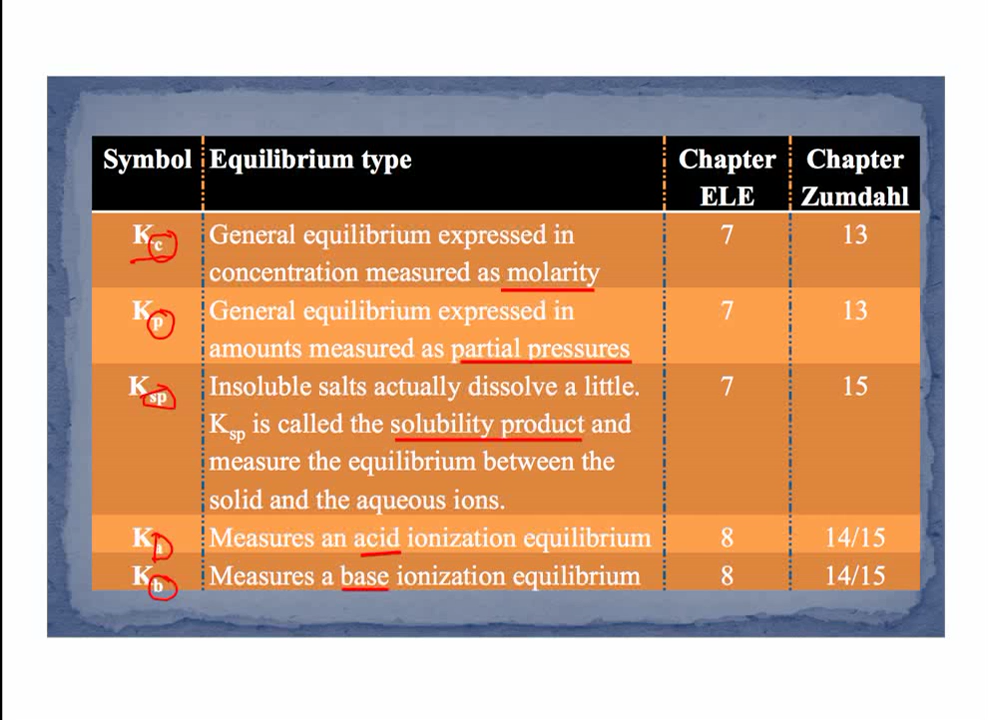 Symbol Equilibrium type Chapter ELE Chapter Zumdahl
Kc General equilibrium expressed in 7 13
concentration measured as molarity
Kp General equilibrium expressed in 7 13
amounts measured as partial pressures
Ksp Insoluble salts actually dissolve a little. 7 15
Ksp is called the solubility product and
measure the equilibrium between the
solid and the aqueous ions.
Ka Measures an acid ionization equilibrium 8 14/15
Kb Measures a base ionization equilibrium 8 14/15